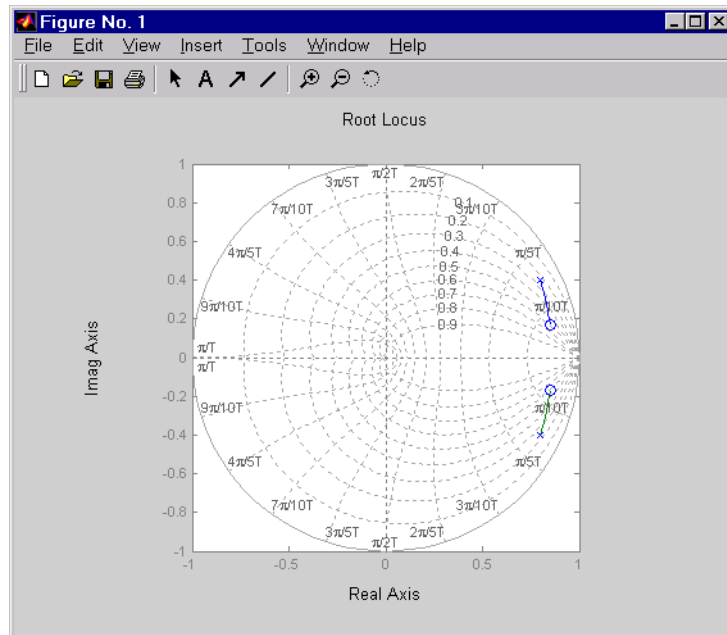 Figure No. 1
File Edit View Insert Tools Window Help
A
Root Locus
1
0.8
0.6
0.4
0.2
0
-0.2
-0.4
-0.6
-0.8
-1
Imag Axis
π/2T
3π/5T
2π/5T
7π/10T
3π/10T
4π/5T
π/5T
9π/10T
π/10T
π/T
π/T
9π/10T
π/10T
4π/5T
π/5T
7π/10T
3π/10T
3π/5T
2π/5T
π/2T
0.1
0.2
0.3
0.4
0.5
0.6
0.7
0.8
0.9
-1 -0.5 0 0.5 1
Real Axis